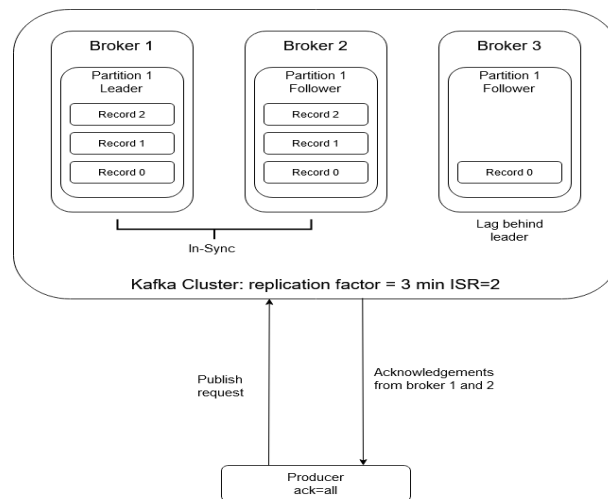 Broker 1
Broker 2
Broker 3
Partition 1
Leader
Partition 1
Follower
Partition 1
Follower
Record 2
Record 2
Record 1
Record 1
Record 0
Record 0
Record 0
In-Sync
Lag behind
leader
Kafka Cluster: replication factor = 3 min ISR=2
Publish
request
Acknowledgements
from broker 1 and 2
Producer
ack=all